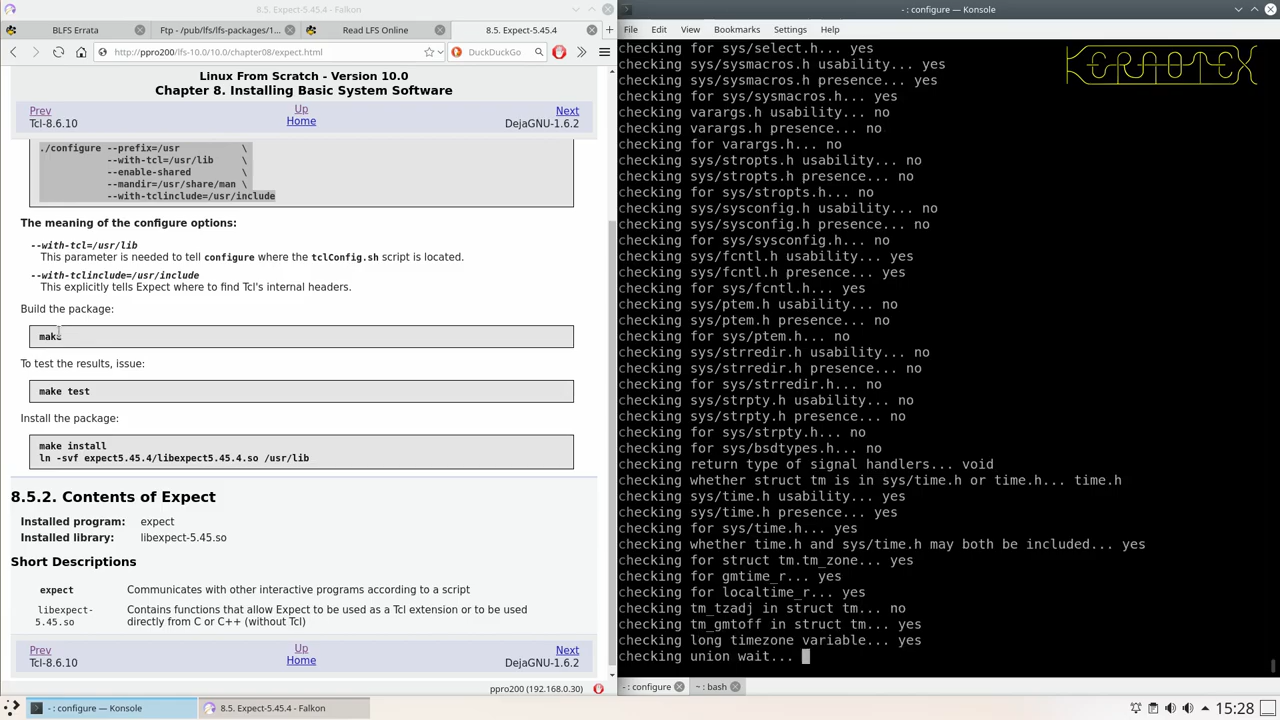 8.5. Expect-5.45.4 - Falkon
BLFS Errata
Ftp - /pub/lfs/lfs-packages/1...
Read LFS Online
8.5. Expect-5.45.4
http://ppro200/lfs-10.0/10.0/chapter08/expect.html
DuckDuckGo
Linux From Scratch - Version 10.0
Chapter 8. Installing Basic System Software
Prev
Up
Next
Tcl-8.6.10
Home
DejaGNU-1.6.2
./configure --prefix=/usr \
--with-tcl=/usr/lib \
--enable-shared \
--mandir=/usr/share/man \
--with-tclinclude=/usr/include
The meaning of the configure options:
--with-tcl=/usr/lib
This parameter is needed to tell configure where the tclConfig.sh script is located.
--with-tclinclude=/usr/include
This explicitly tells Expect where to find Tcl's internal headers.
Build the package:
make
To test the results, issue:
make test
Install the package:
make install
ln -svf expect5.45.4/libexpect5.45.4.so /usr/lib
8.5.2. Contents of Expect
Installed program: expect
Installed library: libexpect-5.45.so
Short Descriptions
expect Communicates with other interactive programs according to a script
libexpect- Contains functions that allow Expect to be used as a Tcl extension or to be used
5.45.so directly from C or C++ (without Tcl)
Prev
Up
Next
Tcl-8.6.10
Home
DejaGNU-1.6.2
ppro200 (192.168.0.30)
- : configure — Konsole
File Edit View Bookmarks Settings Help
KERAOTEX
checking for sys/select.h... yes
checking sys/sysmacros.h usability... yes
checking sys/sysmacros.h presence... yes
checking for sys/sysmacros.h... yes
checking varargs.h usability... no
checking varargs.h presence... no
checking for varargs.h... no
checking sys/stropts.h usability... no
checking sys/stropts.h presence... no
checking for sys/stropts.h... no
checking sys/sysconfig.h usability... no
checking sys/sysconfig.h presence... no
checking for sys/sysconfig.h... no
checking sys/fcntl.h usability... yes
checking sys/fcntl.h presence... yes
checking for sys/fcntl.h... yes
checking sys/ptem.h usability... no
checking sys/ptem.h presence... no
checking for sys/ptem.h... no
checking sys/strredir.h usability... no
checking sys/strredir.h presence... no
checking for sys/strredir.h... no
checking sys/strpty.h usability... no
checking sys/strpty.h presence... no
checking for sys/strpty.h... no
checking for sys/bsdtypes.h... no
checking return type of signal handlers... void
checking whether struct tm is in sys/time.h or time.h... time.h
checking sys/time.h usability... yes
checking sys/time.h presence... yes
checking for sys/time.h... yes
checking whether time.h and sys/time.h may both be included... yes
checking for struct tm.tm_zone... yes
checking for gmtime_r... yes
checking for localtime_r... yes
checking tm_tzadj in struct tm... no
checking tm_gmtoff in struct tm... yes
checking long timezone variable... yes
checking union wait...
- : configure
~ : bash
- : configure — Konsole
8.5. Expect-5.45.4 - Falkon
15:28